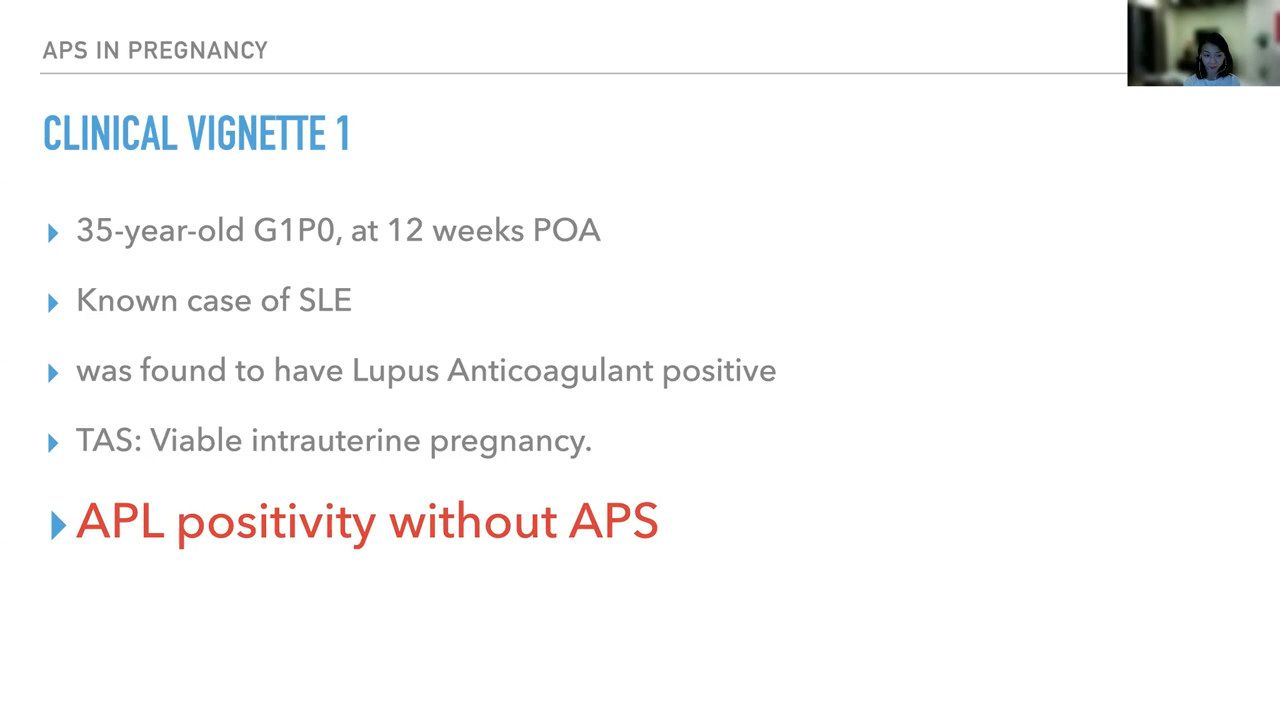 APS IN PREGNANCY
CLINICAL VIGNETTE 1
35-year-old G1P0, at 12 weeks POA
Known case of SLE
was found to have Lupus Anticoagulant positive
TAS: Viable intrauterine pregnancy.
APL positivity without APS